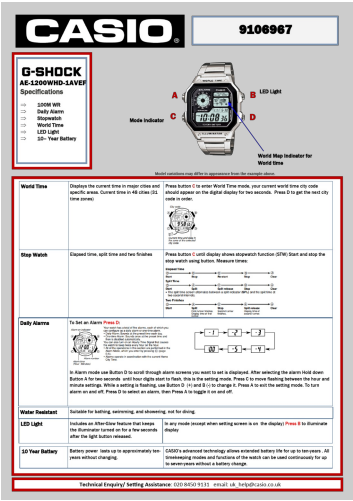 CASIO
9106967
G-SHOCK
AE-1200WHD-1AVEF
Specifications
⇨ 100M WR
⇨ Daily Alarm
⇨ Stopwatch
⇨ World Time
⇨ LED Light
⇨ 10– Year Battery
A
B LED Light
Mode Indicator
C
D
World Map Indicator for
World time
Model variations may differ in appearance from the example above.
World Time
Displays the current time in major cities and
specific areas. Current time in 48 cities (31
time zones)
Press button C to enter World Time mode, your current world time city code
should appear on the digital display for two seconds. Press D to get the next city
code in order.
Stop Watch
Elapsed time, split time and two finishes
Press button C until display shows stopwatch function (STW) Start and stop the
stop watch using button. Measure times:
Elapsed Time
Split Time
Two Finishes
Daily Alarms
To Set an Alarm Press D:
In Alarm mode use Button D to scroll through alarm screens you want to set is displayed. After selecting the alarm Hold down
Button A for two seconds until hour digits start to flash, this is the setting mode. Press C to move flashing between the hour and
minute settings. While a setting is flashing, use Button D (+) and B (-) to change it. Press A to exit the setting mode. To turn
alarm on and off: Press D to select an alarm, then Press A to toggle it on and off.
Water Resistant
Suitable for bathing, swimming, and showering, not for diving.
LED Light
Includes an After-Glow feature that keeps
the illuminator turned on for a few seconds
after the light button released.
In any mode (except when setting screen is on the display) Press B to illuminate
display
10 Year Battery
Battery power lasts up to approximately ten-
years without changing.
CASIO's advanced technology allows extended battery life for up to ten-years. All
timekeeping modes and functions of the watch can be used continuously for up
to seven-years without a battery change.
Technical Enquiry/ Setting Assistance: 020 8450 9131 email: uk_help@casio.co.uk